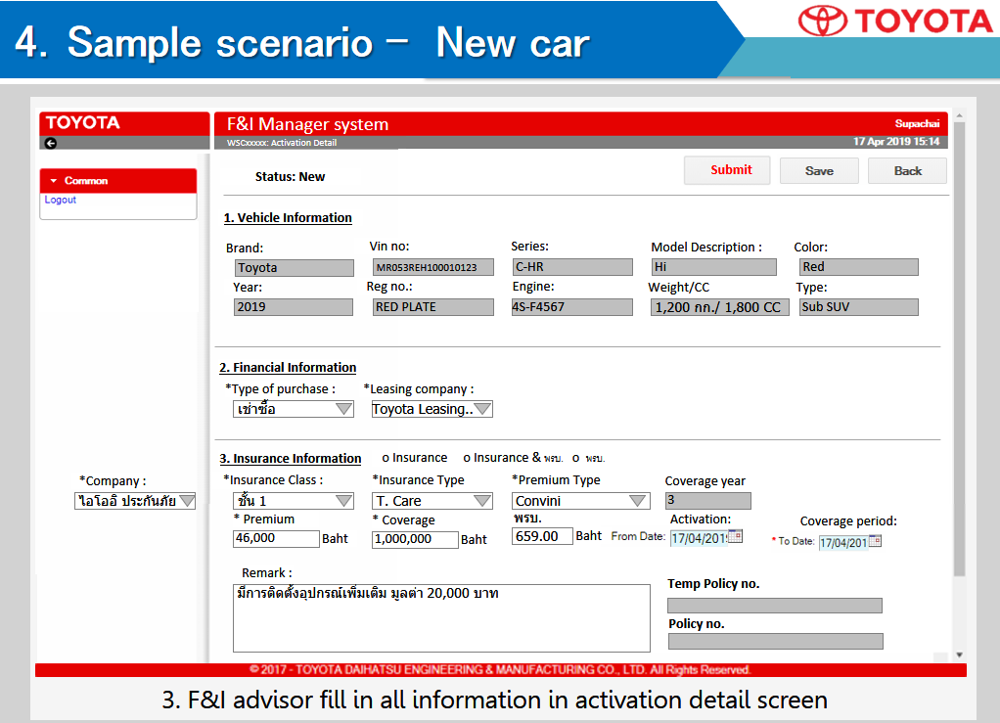 4. Sample scenario – New car
TOYOTA
TOYOTA
F&I Manager system
Supachai
WSCxxxxx: Activation Detail
17 Apr 2019 15:14
Status: New
Submit
Save
Back
Common
Logout
1. Vehicle Information
Brand: Vin no: Series: Model Description : Color:
Toyota MR053REH100010123 C-HR Hi Red
Year: Reg no.: Engine: Weight/CC Type:
2019 RED PLATE 4S-F4567 1,200 กก./ 1,800 CC Sub SUV
2. Financial Information
*Type of purchase : *Leasing company :
เช่าซื้อ Toyota Leasing..
3. Insurance Information o Insurance o Insurance & พรบ. o พรบ.
*Company : *Insurance Class : *Insurance Type *Premium Type Coverage year
ไอโออิ ประกันภัย ชั้น 1 T. Care Convini 3
* Premium * Coverage พรบ. Activation: Coverage period:
46,000 Baht 1,000,000 Baht 659.00 Baht From Date: 17/04/201 * To Date: 17/04/201
Remark :
มีการติดตั้งอุปกรณ์เพิ่มเติม มูลค่า 20,000 บาท
Temp Policy no.
Policy no.
© 2017 - TOYOTA DAIHATSU ENGINEERING & MANUFACTURING CO., LTD. All Rights Reserved.
3. F&I advisor fill in all information in activation detail screen